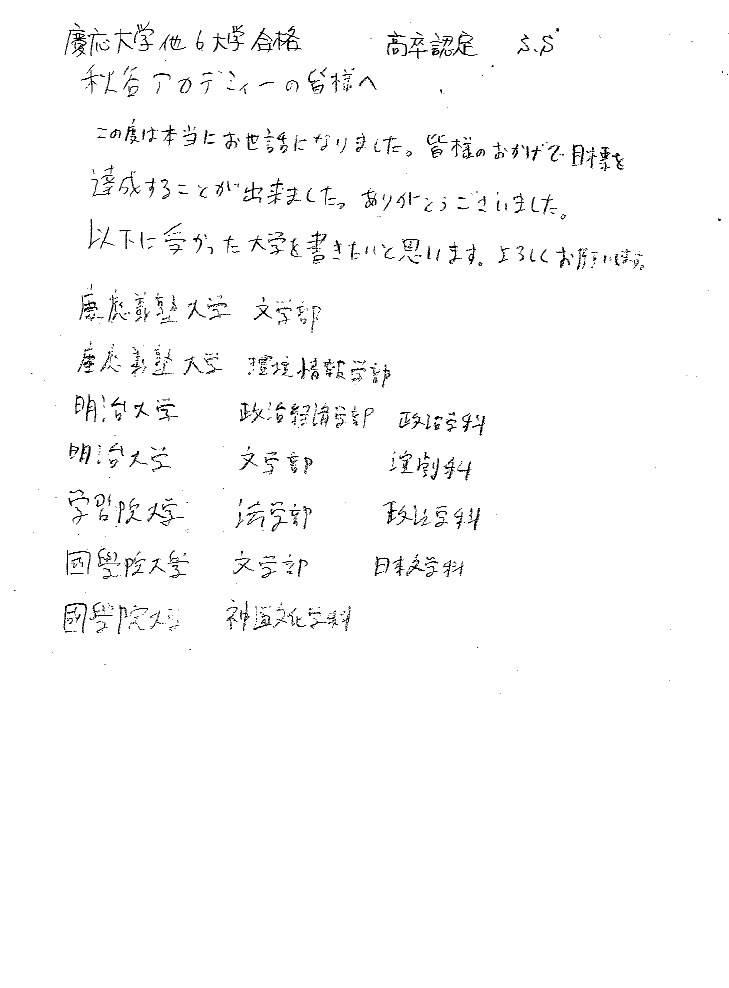 慶応大学他6大学合格 高卒認定 S.S
秋谷アカデミィーの皆様へ
この度は本当にお世話になりました。皆様のおかげで目標を
達成することが出来ました。ありがとうございました。
以下に受かった大学を書きたいと思います。よろしくお願いします。
慶應義塾大学 文学部
慶應義塾大学 環境情報学部
明治大学 政治経済学部 政治学科
明治大学 文学部 演劇科
学習院大学 法学部 政治学科
國學院大学 文学部 日本文学科
國學院大学 神道文化学科